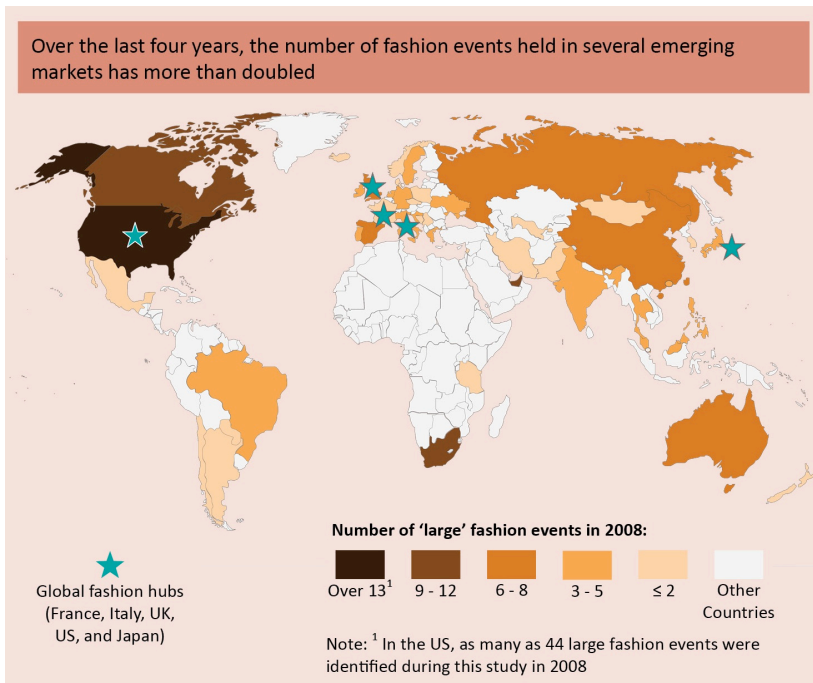 Over the last four years, the number of fashion events held in several emerging
markets has more than doubled
Number of ‘large’ fashion events in 2008:
Over 13¹
9 - 12
6 - 8
3 - 5
≤ 2
Other
Countries
Global fashion hubs
(France, Italy, UK,
US, and Japan)
Note: ¹ In the US, as many as 44 large fashion events were
identified during this study in 2008